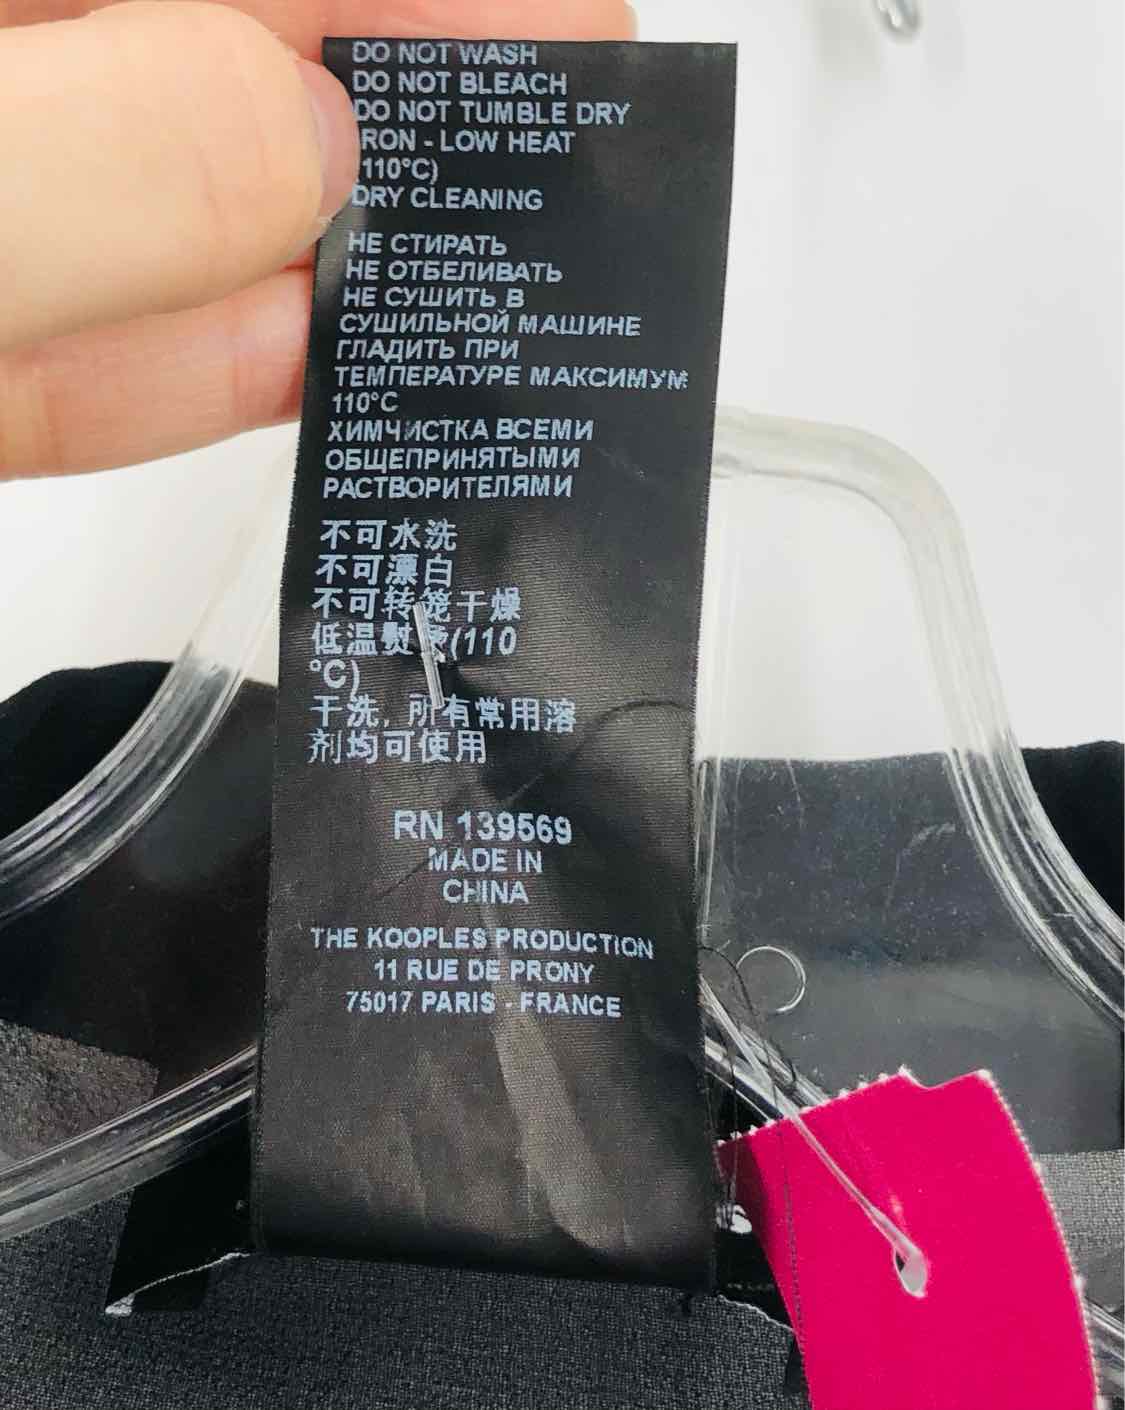 DO NOT WASH
DO NOT BLEACH
DO NOT TUMBLE DRY
RON - LOW HEAT
110°C)
DRY CLEANING
НЕ СТИРАТЬ
НЕ ОТБЕЛИВАТЬ
НЕ СУШИТЬ В
СУШИЛЬНОЙ МАШИНЕ
ГЛАДИТЬ ПРИ
ТЕМПЕРАТУРЕ МАКСИМУМ
110°C
ХИМЧИСТКА ВСЕМИ
ОБЩЕПРИНЯТЫМИ
РАСТВОРИТЕЛЯМИ
不可水洗
不可漂白
不可转笼干燥
低温熨烫(110
°C)
干洗, 所有常用溶
剂均可使用
RN 139569
MADE IN
CHINA
THE KOOPLES PRODUCTION
11 RUE DE PRONY
75017 PARIS - FRANCE